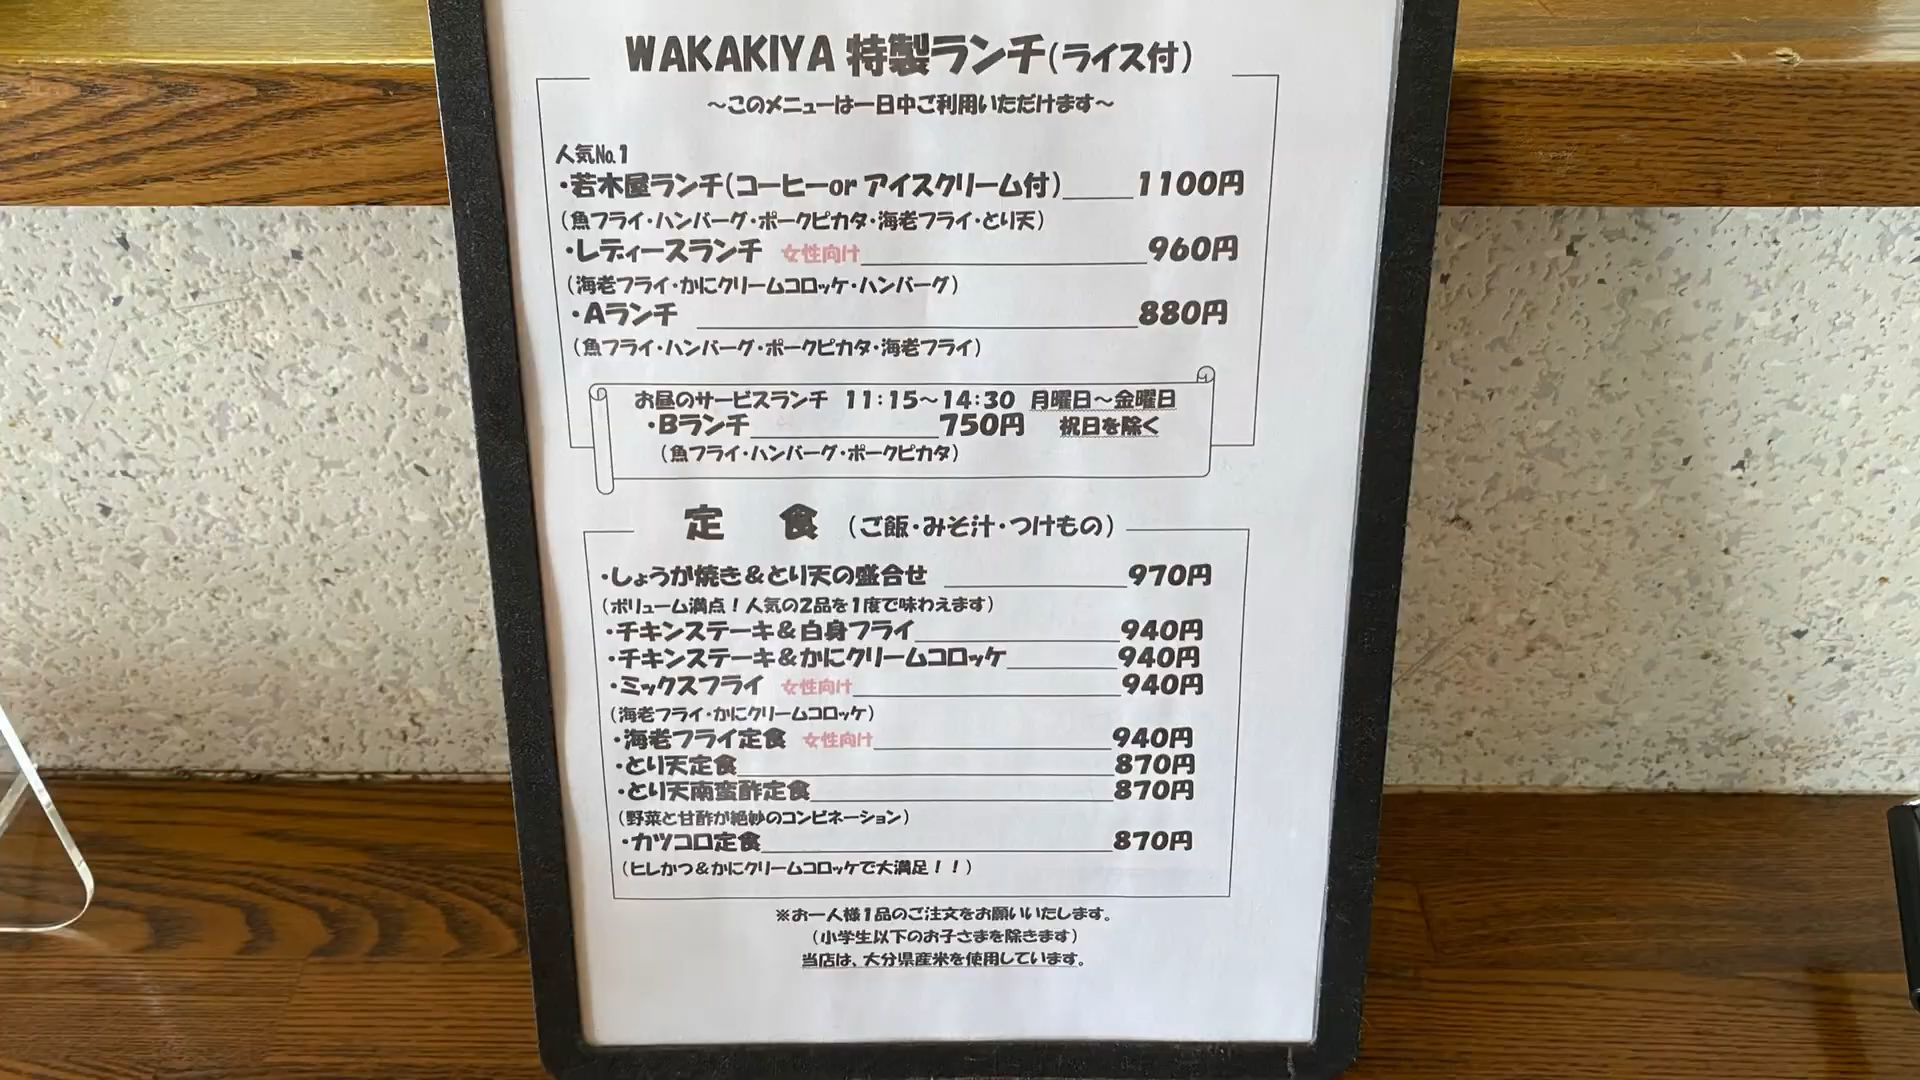 WAKAKIYA 特製ランチ(ライス付)
～このメニューは一日中ご利用いただけます～
人気№1
・若木屋ランチ(コーヒーor アイスクリーム付) 1100円
(魚フライ・ハンバーグ・ポークピカタ・海老フライ・とり天)
・レディースランチ 女性向け 960円
(海老フライ・かにクリームコロッケ・ハンバーグ)
・Aランチ 880円
(魚フライ・ハンバーグ・ポークピカタ・海老フライ)
お昼のサービスランチ 11:15～14:30 月曜日～金曜日
・Bランチ 750円 祝日を除く
(魚フライ・ハンバーグ・ポークピカタ)
定 食 (ご飯・みそ汁・つけもの)
・しょうが焼き&とり天の盛合せ 970円
(ボリューム満点！人気の2品を1度で味わえます)
・チキンステーキ&白身フライ 940円
・チキンステーキ&かにクリームコロッケ 940円
・ミックスフライ 女性向け 940円
(海老フライ・かにクリームコロッケ)
・海老フライ定食 女性向け 940円
・とり天定食 870円
・とり天南蛮酢定食 870円
(野菜と甘酢が絶妙のコンビネーション)
・カツコロ定食 870円
(ヒレかつ&かにクリームコロッケで大満足！！)
※お一人様1品のご注文をお願いいたします。
(小学生以下のお子さまを除きます)
当店は、大分県産米を使用しています。